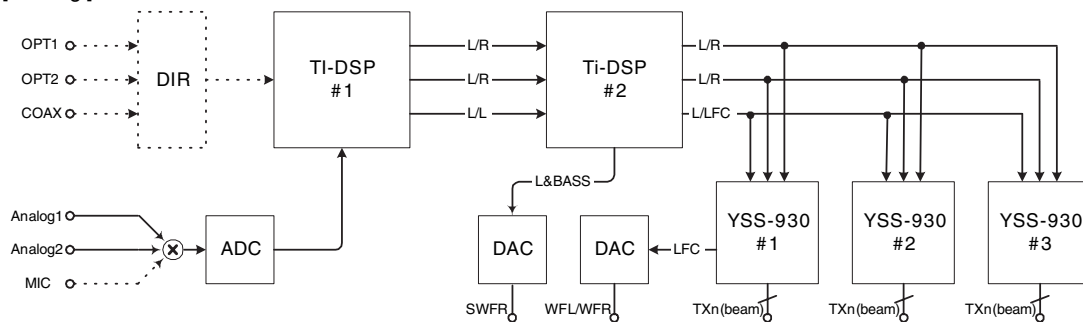 OPT1
OPT2
COAX
DIR
TI-DSP
#1
L/R
L/R
L/L
Ti-DSP
#2
L/R
L/R
L/LFC
L&BASS
Analog1
Analog2
MIC
ADC
DAC
DAC
LFC
YSS-930
#1
YSS-930
#2
YSS-930
#3
SWFR
WFL/WFR
TXn(beam)
TXn(beam)
TXn(beam)